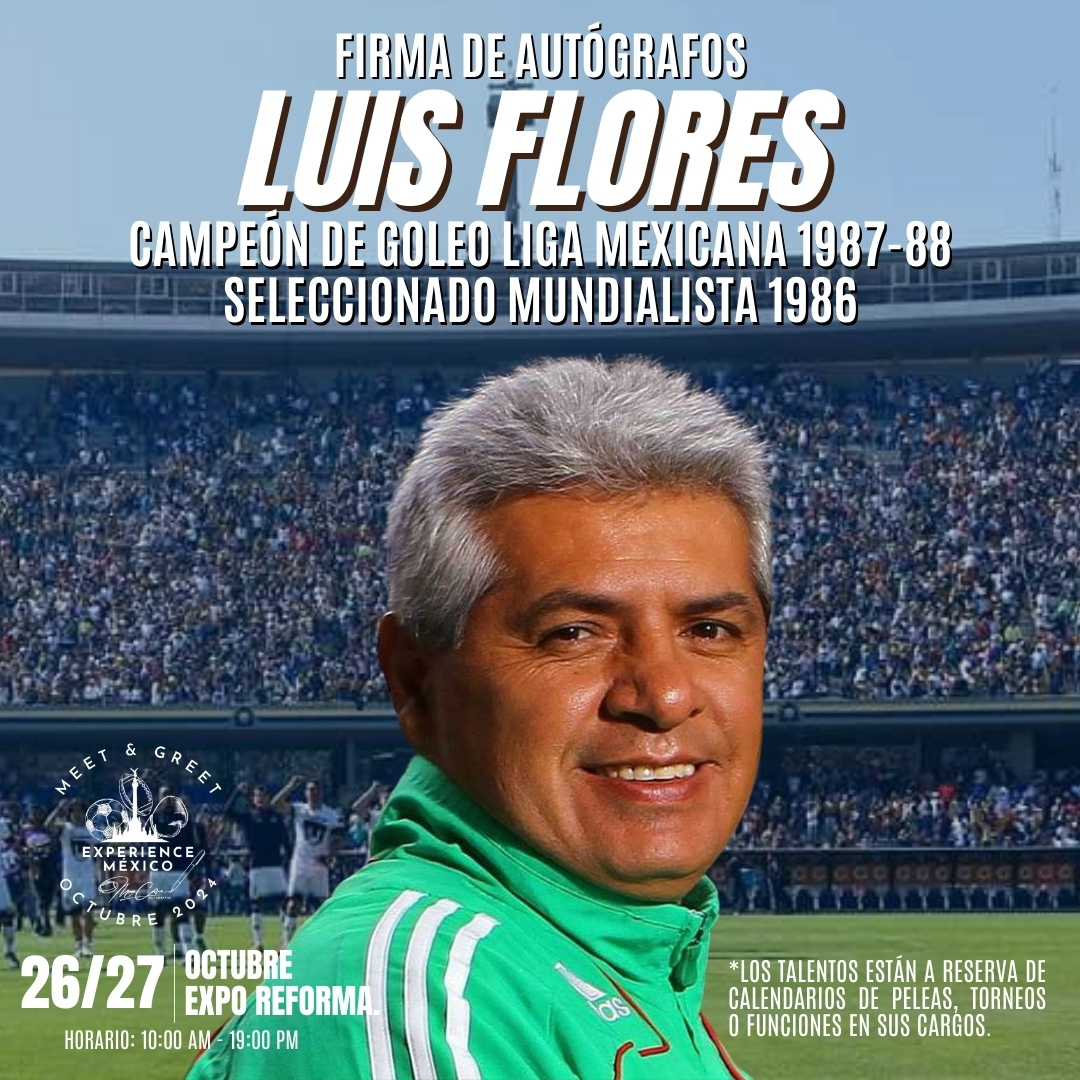 FIRMA DE AUTÓGRAFOS
LUIS FLORES
CAMPEÓN DE GOLEO LIGA MEXICANA 1987-88
SELECCIONADO MUNDIALISTA 1986
MEET & GREET
EXPERIENCE
MÉXICO
OCTUBRE 2024
26/27
OCTUBRE
EXPO REFORMA.
HORARIO: 10:00 AM - 19:00 PM
*LOS TALENTOS ESTÁN A RESERVA DE
CALENDARIOS DE PELEAS, TORNEOS
O FUNCIONES EN SUS CARGOS.